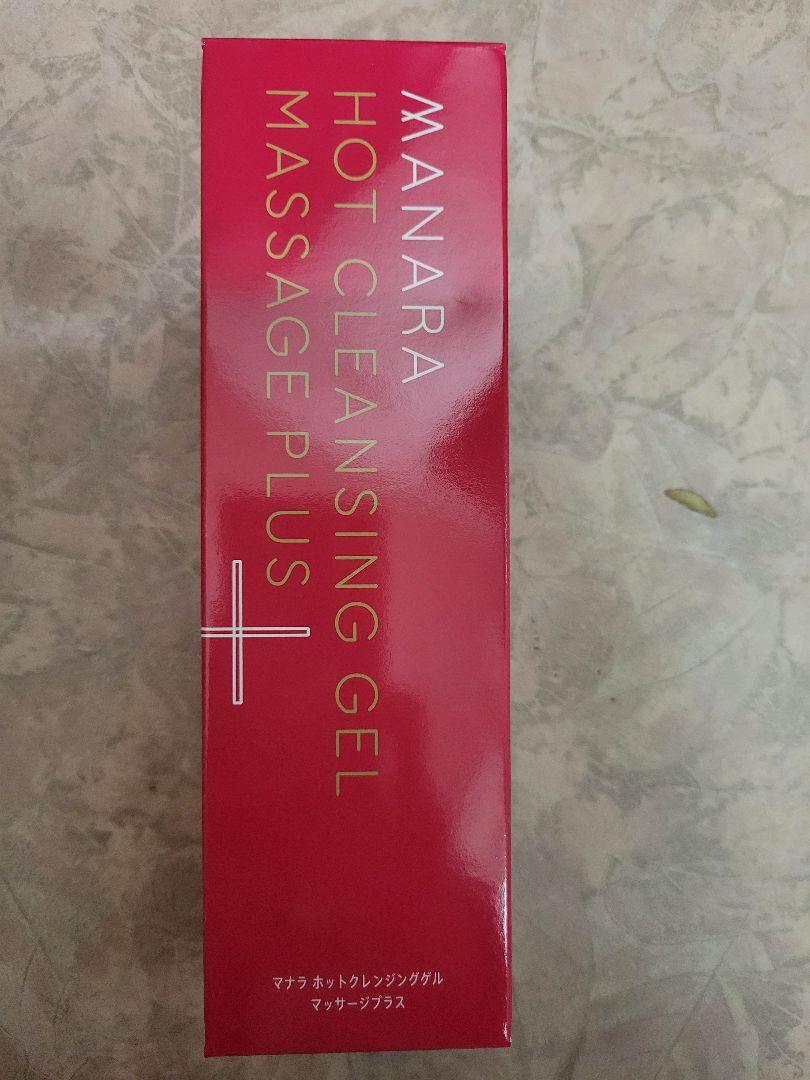 MANARA
HOT CLEANSING GEL
MASSAGE PLUS
マナラ ホットクレンジングゲル
マッサージプラス